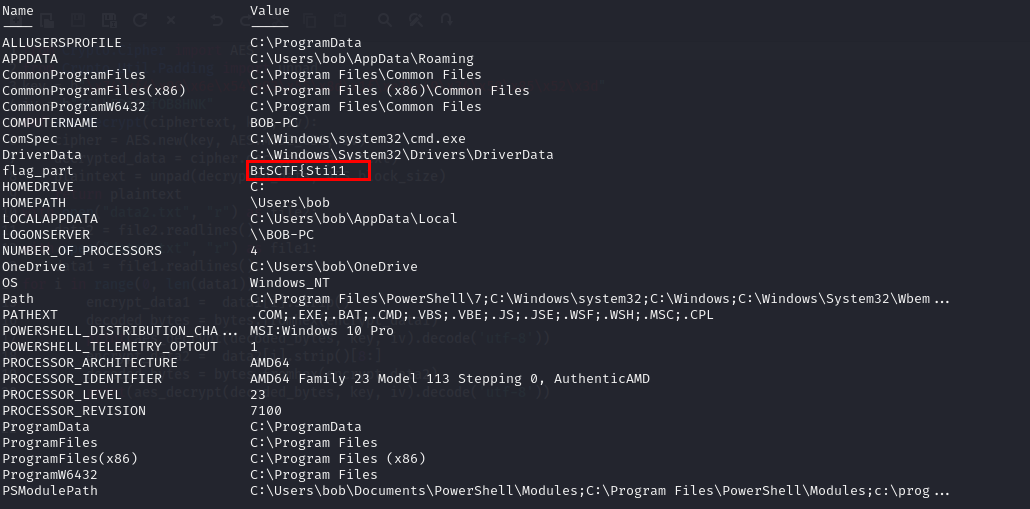 Name Value
---- -----
ALLUSERSPROFILE C:\ProgramData
APPDATA C:\Users\bob\AppData\Roaming
CommonProgramFiles C:\Program Files\Common Files
CommonProgramFiles(x86) C:\Program Files (x86)\Common Files
CommonProgramW6432 C:\Program Files\Common Files
COMPUTERNAME BOB-PC
ComSpec C:\Windows\system32\cmd.exe
DriverData C:\Windows\System32\Drivers\DriverData
flag_part BtSCTF{Sti11
HOMEDRIVE C:
HOMEPATH \Users\bob
LOCALAPPDATA C:\Users\bob\AppData\Local
LOGONSERVER \\BOB-PC
NUMBER_OF_PROCESSORS 4
OneDrive C:\Users\bob\OneDrive
OS Windows_NT
Path C:\Program Files\PowerShell\7;C:\Windows\system32;C:\Windows;C:\Windows\System32\Wbem...
PATHEXT .COM;.EXE;.BAT;.CMD;.VBS;.VBE;.JS;.JSE;.WSF;.WSH;.MSC;.CPL
POWERSHELL_DISTRIBUTION_CHA... MSI:Windows 10 Pro
POWERSHELL_TELEMETRY_OPTOUT 1
PROCESSOR_ARCHITECTURE AMD64
PROCESSOR_IDENTIFIER AMD64 Family 23 Model 113 Stepping 0, AuthenticAMD
PROCESSOR_LEVEL 23
PROCESSOR_REVISION 7100
ProgramData C:\ProgramData
ProgramFiles C:\Program Files
ProgramFiles(x86) C:\Program Files (x86)
ProgramW6432 C:\Program Files
PSModulePath C:\Users\bob\Documents\PowerShell\Modules;C:\Program Files\PowerShell\Modules;c:\prog...